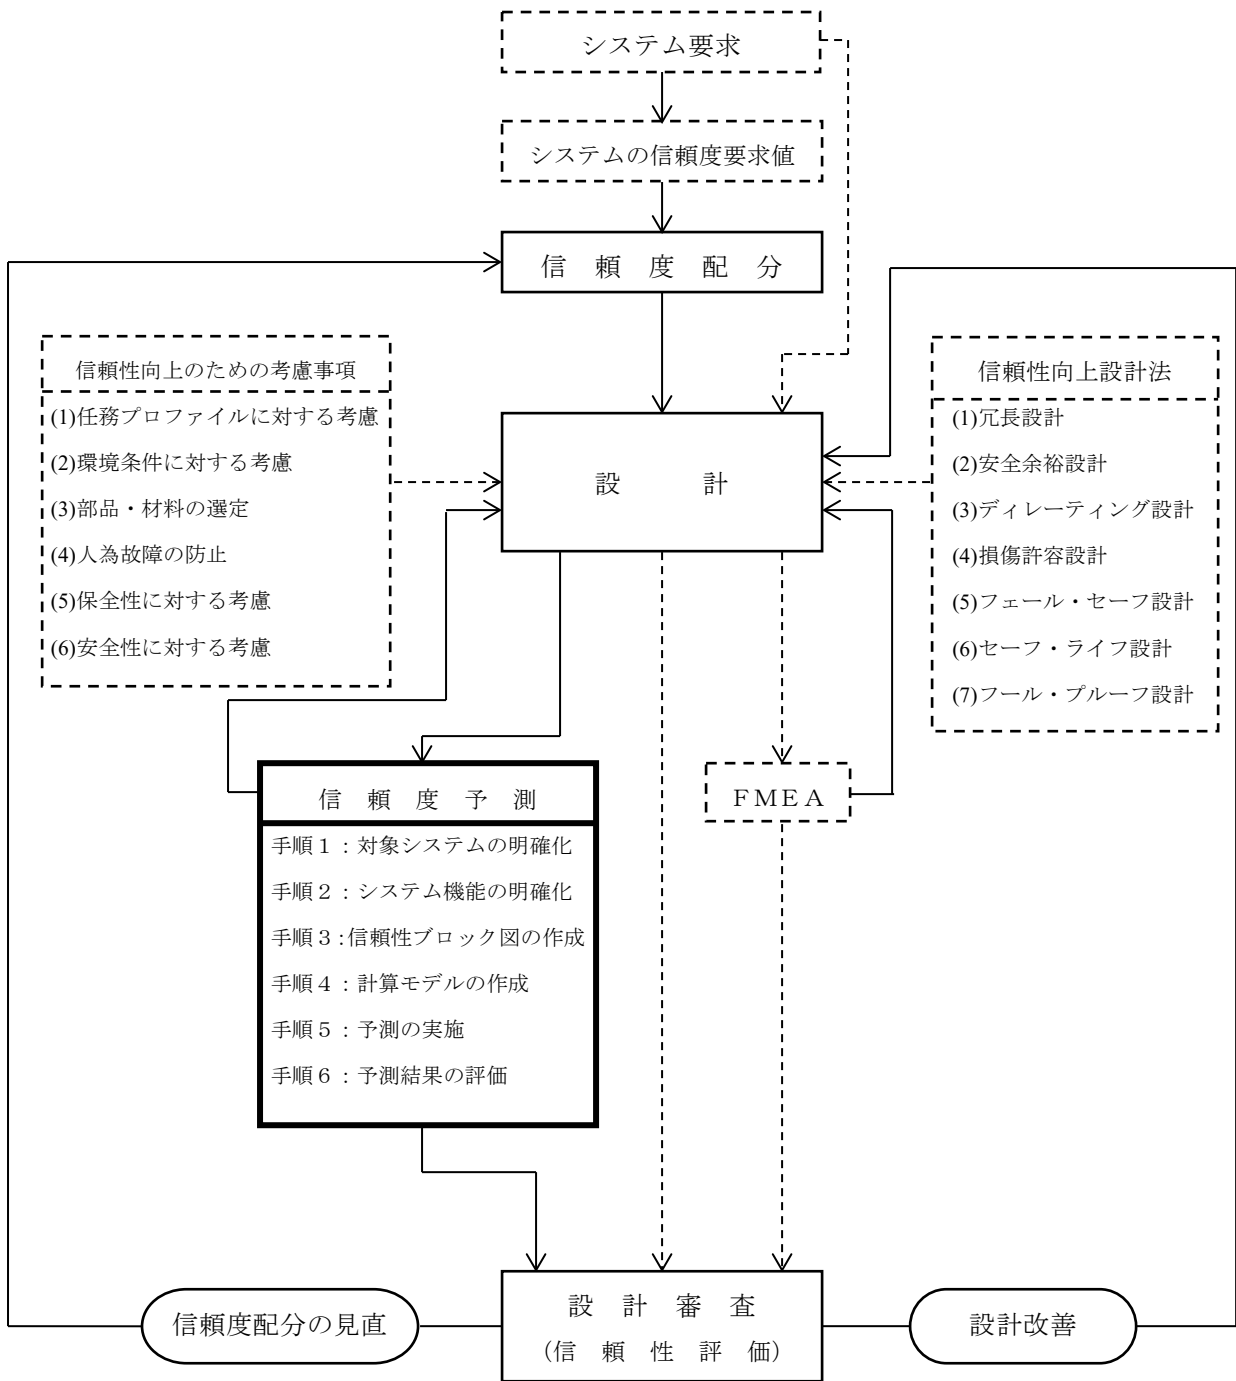 システム要求
システムの信頼度要求値
信頼度配分
信頼性向上のための考慮事項
(1)任務プロファイルに対する考慮
(2)環境条件に対する考慮
(3)部品・材料の選定
(4)人為故障の防止
(5)保全性に対する考慮
(6)安全性に対する考慮
設計
信頼性向上設計法
(1)冗長設計
(2)安全余裕設計
(3)ディレーティング設計
(4)損傷許容設計
(5)フェール・セーフ設計
(6)セーフ・ライフ設計
(7)フール・プルーフ設計
信頼度予測
手順１：対象システムの明確化
手順２：システム機能の明確化
手順３：信頼性ブロック図の作成
手順４：計算モデルの作成
手順５：予測の実施
手順６：予測結果の評価
ＦＭＥＡ
信頼度配分の見直
設計審査
（信頼性評価）
設計改善